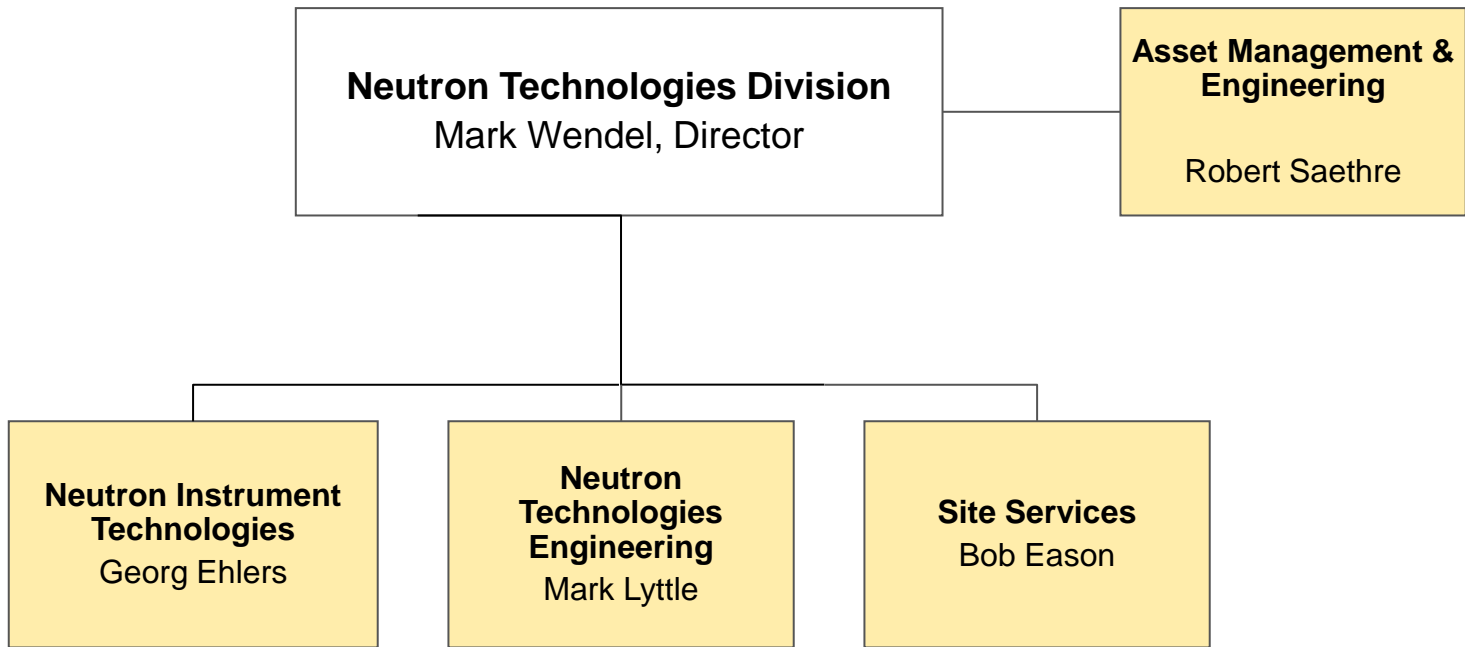 Neutron Technologies Division
Mark Wendel, Director
Asset Management &
Engineering
Robert Saethre
Neutron Instrument
Technologies
Georg Ehlers
Neutron
Technologies
Engineering
Mark Lyttle
Site Services
Bob Eason